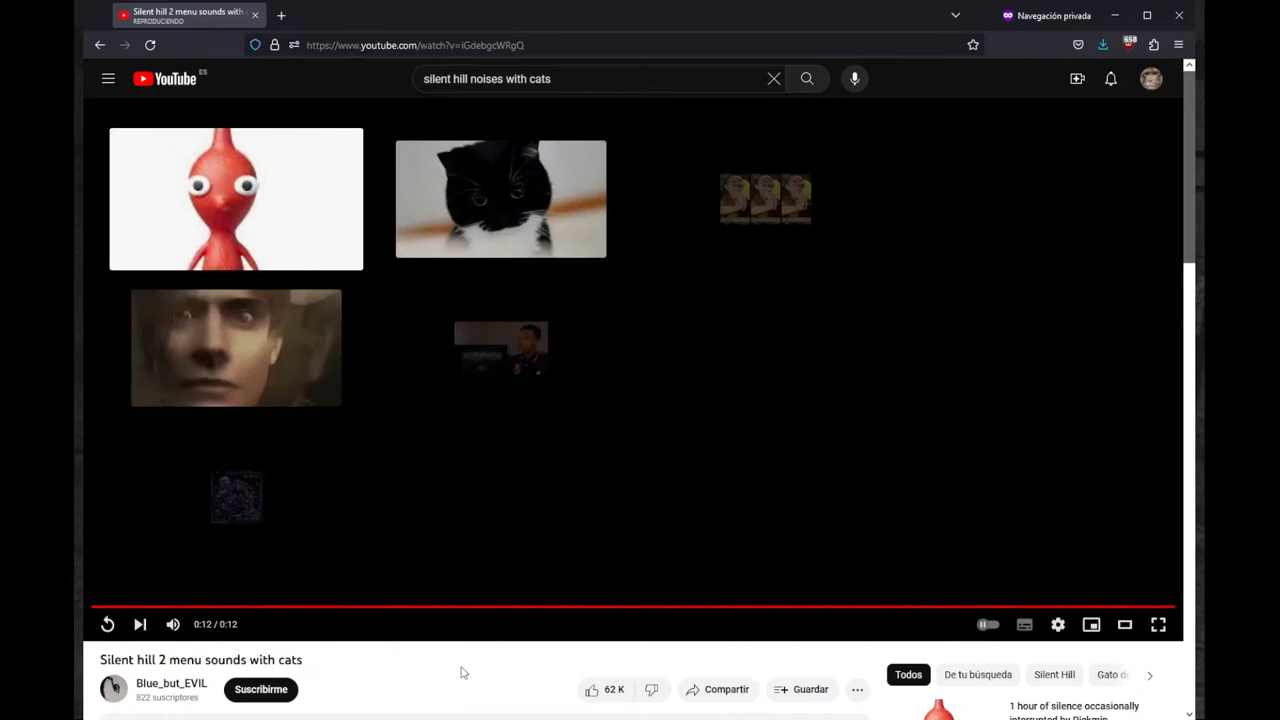 Silent hill 2 menu sounds with c
REPRODUCIENDO
Navegación privada
https://www.youtube.com/watch?v=iGdebgcWRgQ
658
YouTube ES
silent hill noises with cats
0:12 / 0:12
Silent hill 2 menu sounds with cats
Blue_but_EVIL
822 suscriptores
Suscribirme
62 K
Compartir
Guardar
Todos
De tu búsqueda
Silent Hill
Gato d
1 hour of silence occasionally
interrupted by Pikmin